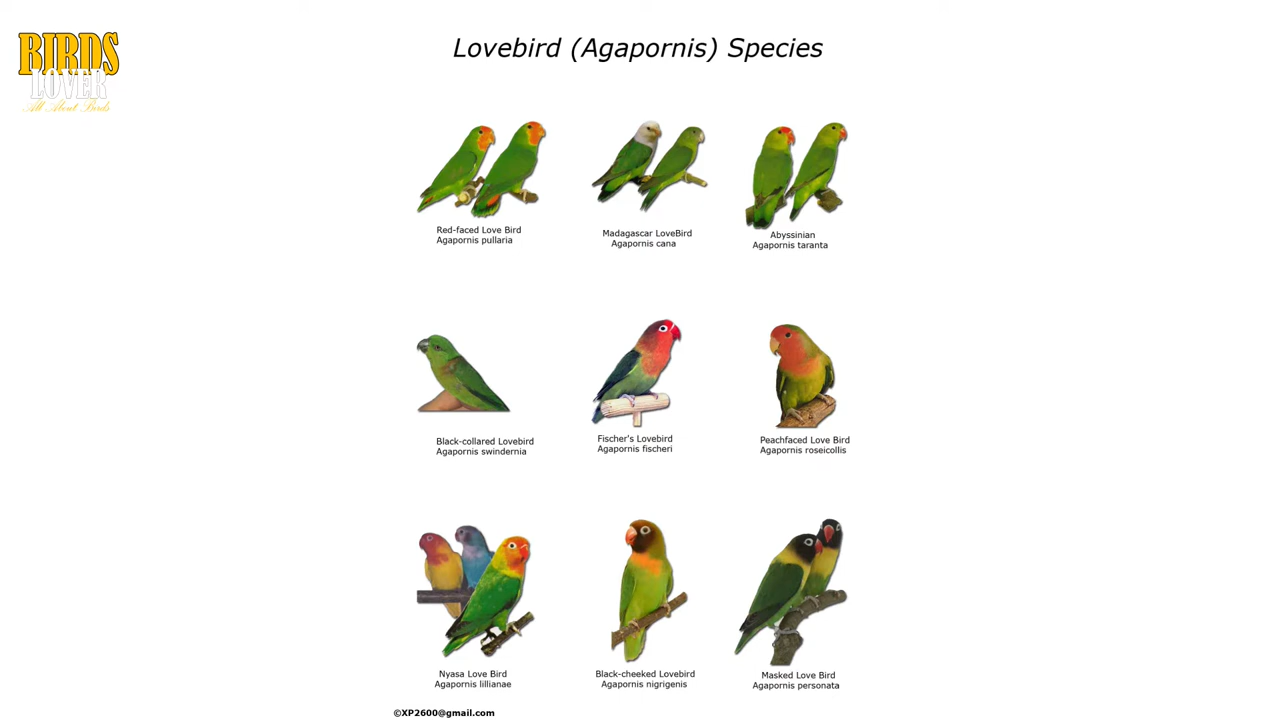 BIRDS
LOVER
All About Birds
Lovebird (Agapornis) Species
Red-faced Love Bird
Agapornis pullaria
Madagascar LoveBird
Agapornis cana
Abyssinian
Agapornis taranta
Black-collared Lovebird
Agapornis swindernia
Fischer's Lovebird
Agapornis fischeri
Peachfaced Love Bird
Agapornis roseicollis
Nyasa Love Bird
Agapornis lillianae
Black-cheeked Lovebird
Agapornis nigrigenis
Masked Love Bird
Agapornis personata
©XP2600@gmail.com